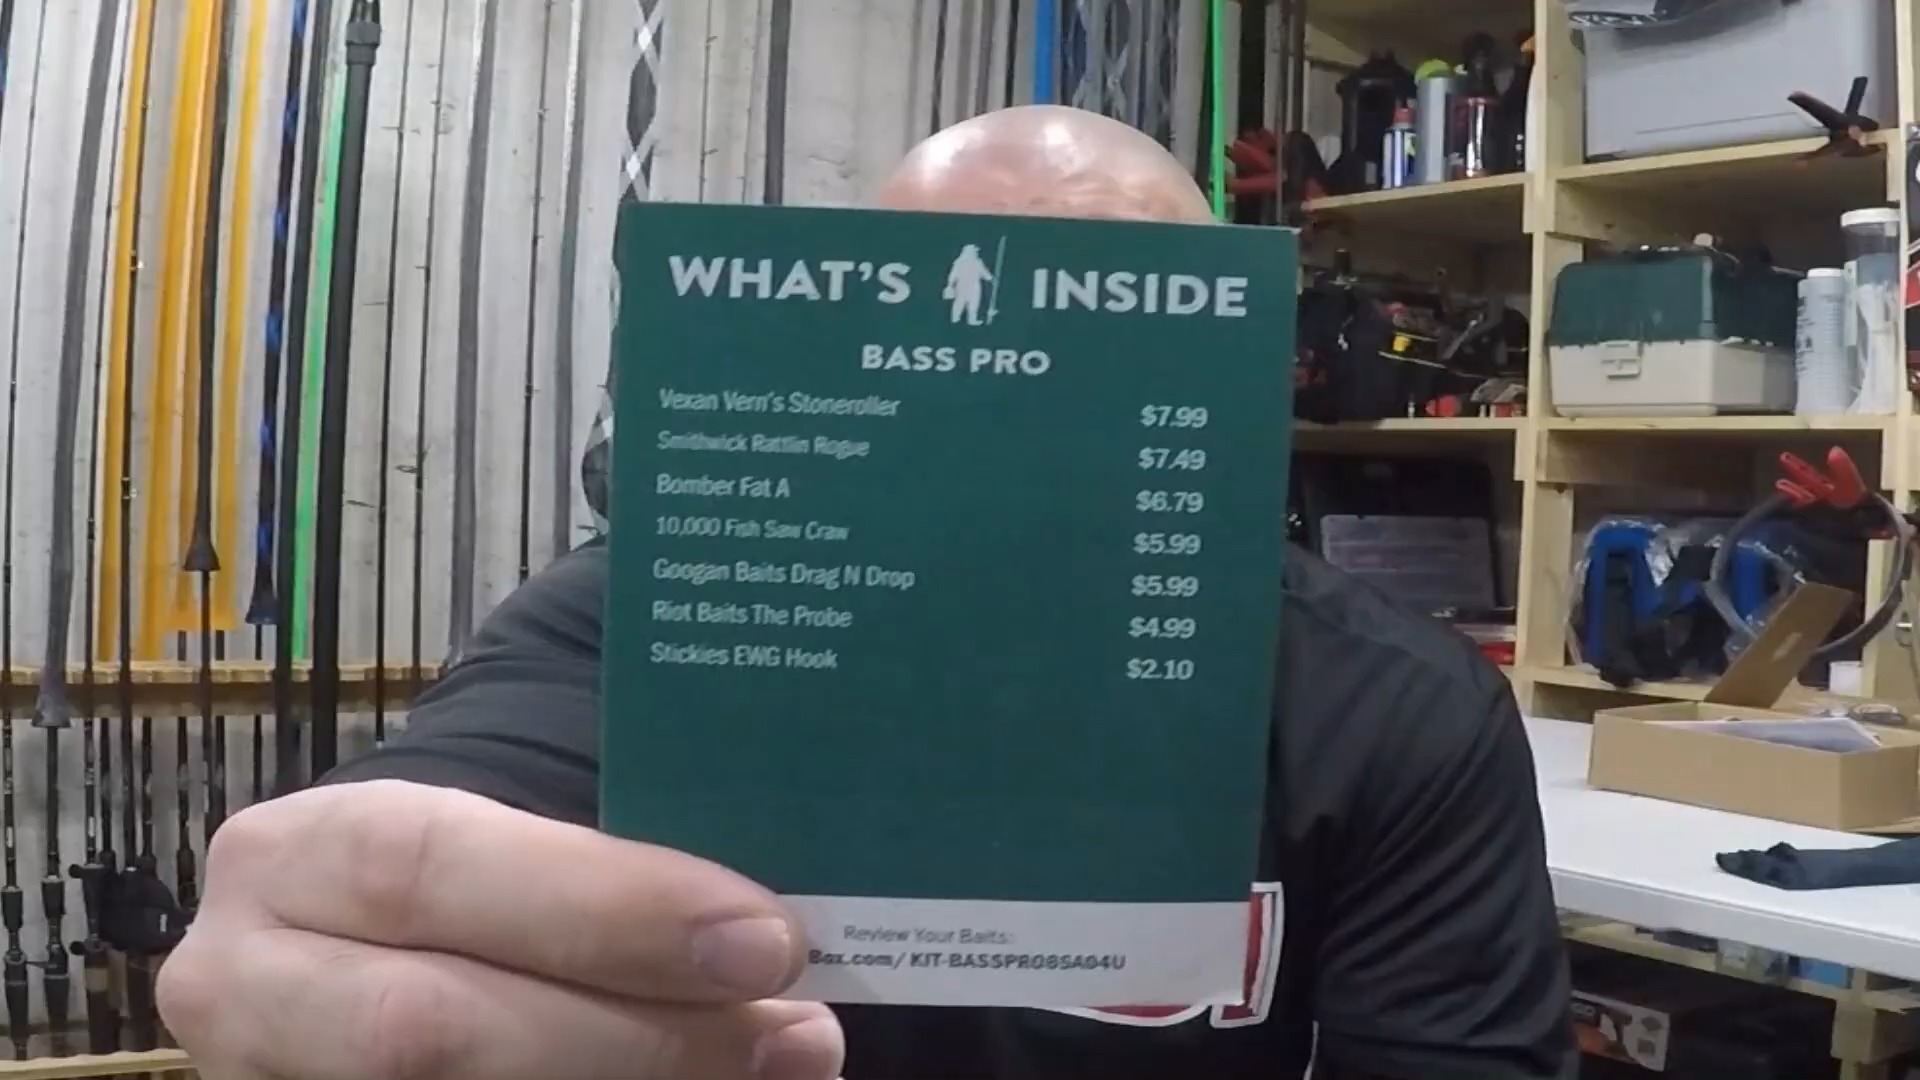 WHAT'S INSIDE
BASS PRO
Vexan Vern's Stoneroller $7.99
Smithwick Rattlin Rogue $7.49
Bomber Fat A $6.79
10,000 Fish Saw Craw $5.99
Googan Baits Drag N Drop $5.99
Riot Baits The Probe $4.99
Stickies EWG Hook $2.10
Review Your Baits:
Box.com/ KIT-BASSPRO8SA04U